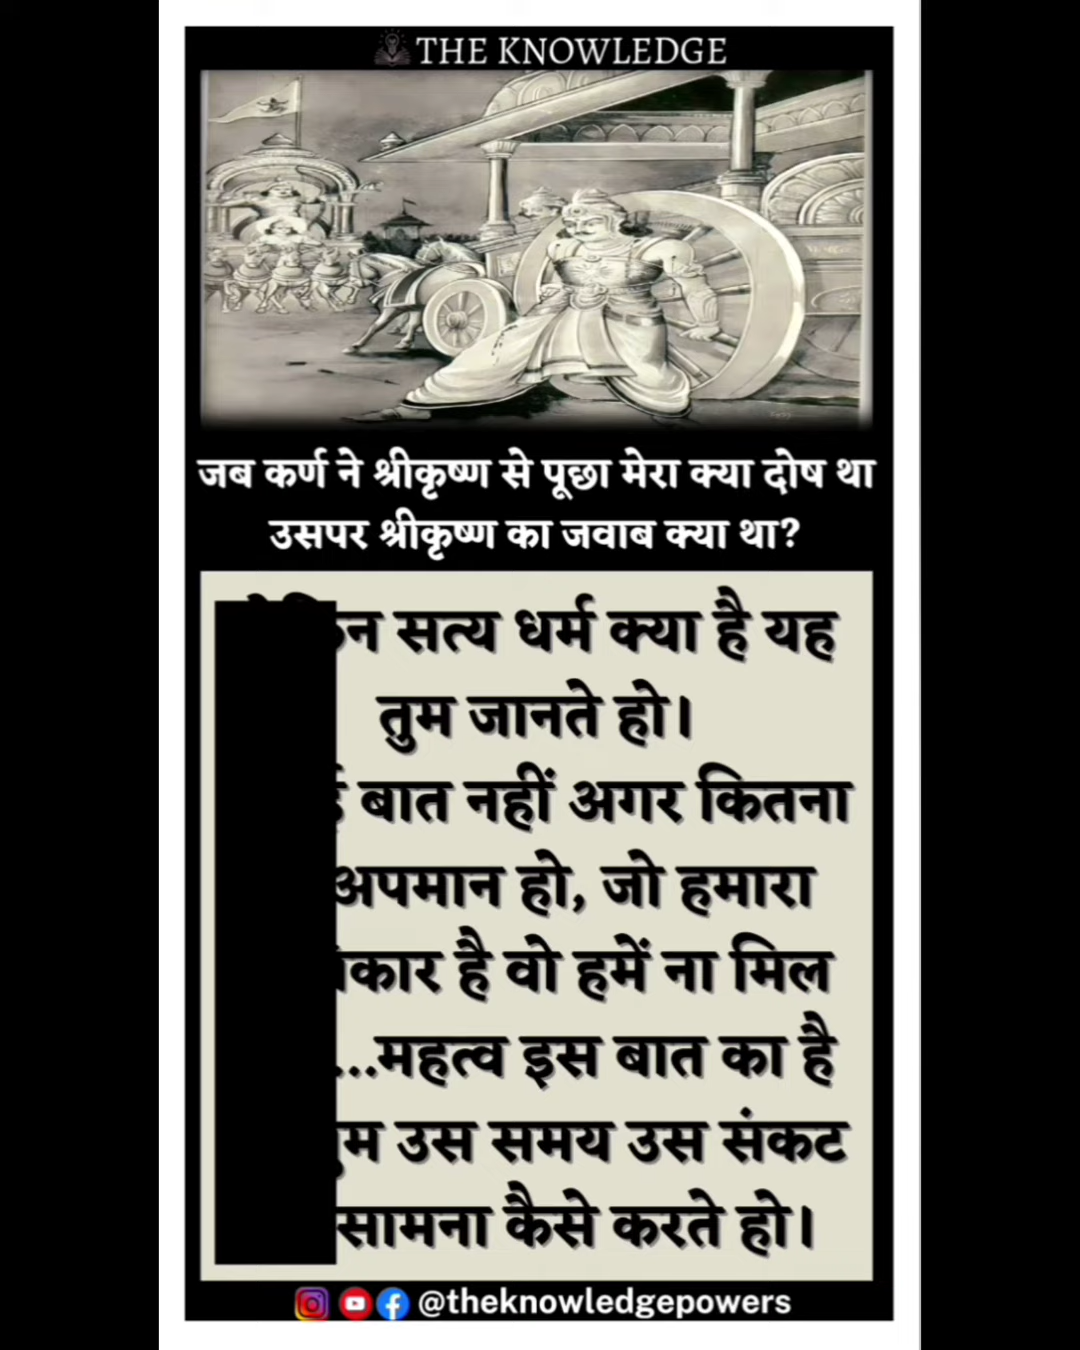 THE KNOWLEDGE
जब कर्ण ने श्रीकृष्ण से पूछा मेरा क्या दोष था
उसपर श्रीकृष्ण का जवाब क्या था?
सत्य धर्म क्या है यह
तुम जानते हो।
बात नहीं अगर कितना
अपमान हो, जो हमारा
है वो हमें ना मिल
...महत्व इस बात का है
उस समय उस संकट
सामना कैसे करते हो।
@theknowledgepowers